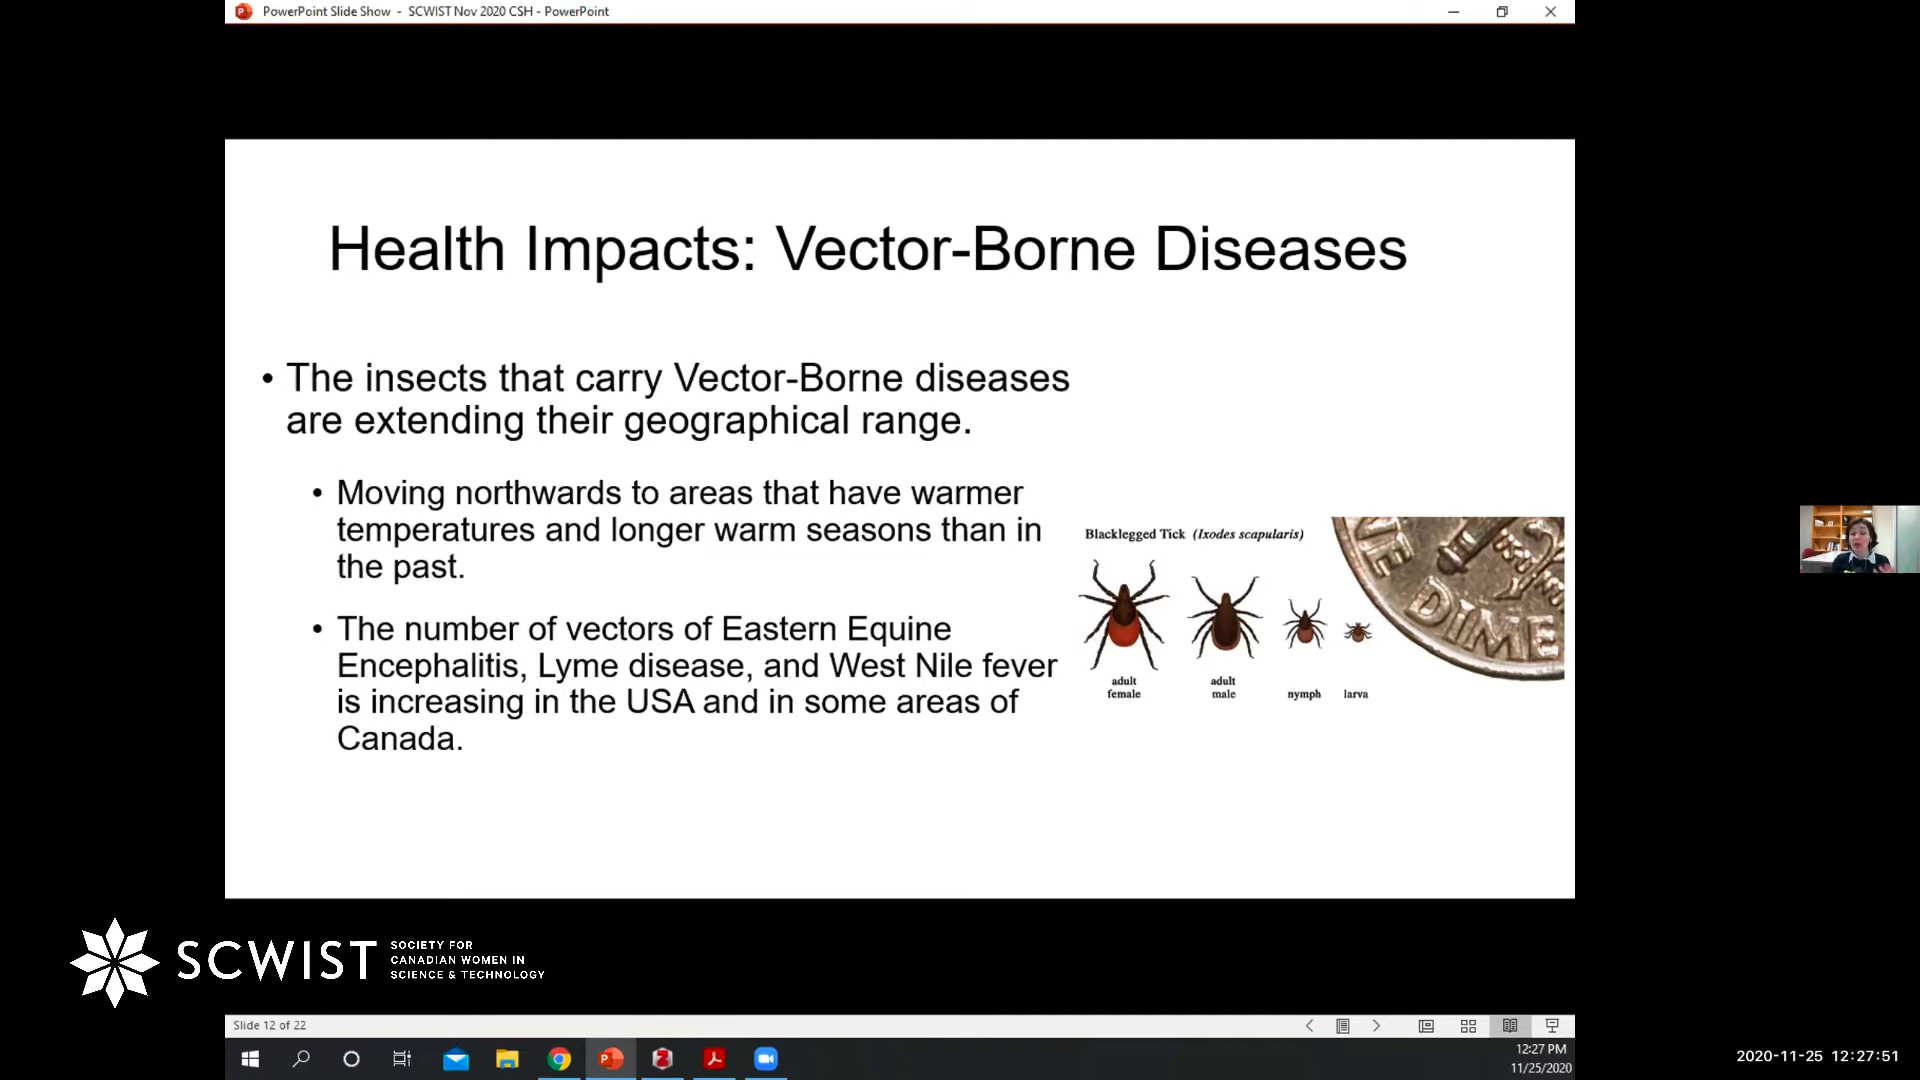 PowerPoint Slide Show - SCWIST Nov 2020 CSH - PowerPoint
Health Impacts: Vector-Borne Diseases
• The insects that carry Vector-Borne diseases
are extending their geographical range.
• Moving northwards to areas that have warmer
temperatures and longer warm seasons than in
the past.
• The number of vectors of Eastern Equine
Encephalitis, Lyme disease, and West Nile fever
is increasing in the USA and in some areas of
Canada.
Blacklegged Tick (Ixodes scapularis)
adult
female
adult
male
nymph
larva
NE
DIME
SCWIST
SOCIETY FOR
CANADIAN WOMEN IN
SCIENCE & TECHNOLOGY
Slide 12 of 22
12:27 PM
11/25/2020
2020-11-25 12:27:51